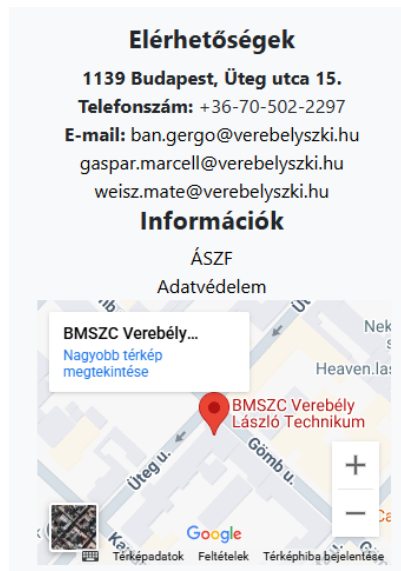 Elérhetőségek
1139 Budapest, Üteg utca 15.
Telefonszám: +36-70-502-2297
E-mail: ban.gergo@verebelyszki.hu
gaspar.marcell@verebelyszki.hu
weisz.mate@verebelyszki.hu
Információk
ÁSZF
Adatvédelem
BMSZC Verebély...
Nagyobb térkép
megtekintése
Nek
Heaven.las
BMSZC Verebély
László Technikum
Üteg u.
Gömb u.
Google
Térképadatok
Feltételek
Térképhiba bejelentése